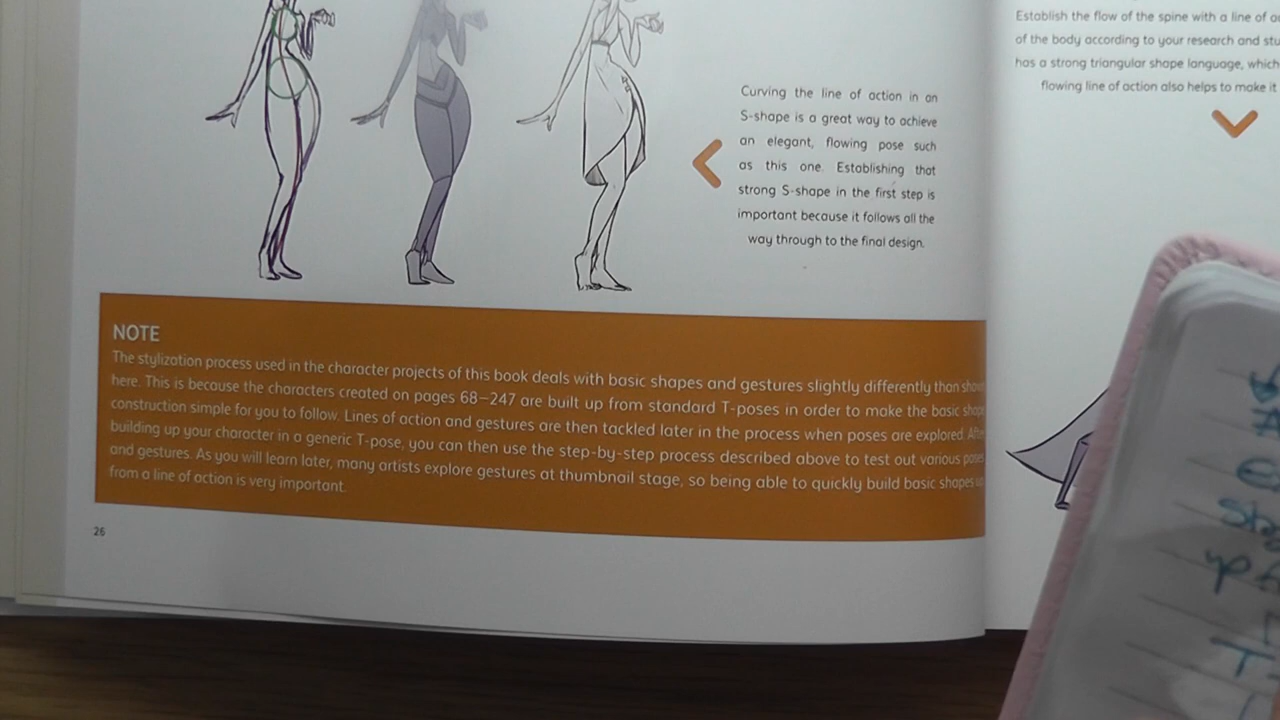 Curving the line of action in an
S-shape is a great way to achieve
an elegant, flowing pose such
as this one. Establishing that
strong S-shape in the first step is
important because it follows all the
way through to the final design.
NOTE
The stylization process used in the character projects of this book deals with basic shapes and gestures slightly differently than
here. This is because the characters created on pages 68–247 are built up from standard T-poses in order to make the basic
construction simple for you to follow. Lines of action and gestures are then tackled later in the process when poses are explored.
building up your character in a generic T-pose, you can then use the step-by-step process described above to test out various
and gestures. As you will learn later, many artists explore gestures at thumbnail stage, so being able to quickly build basic shapes
from a line of action is very important.
26
Establish the flow of the spine with a line of
of the body according to your research and
has a strong triangular shape language, which
flowing line of action also helps to make it
up